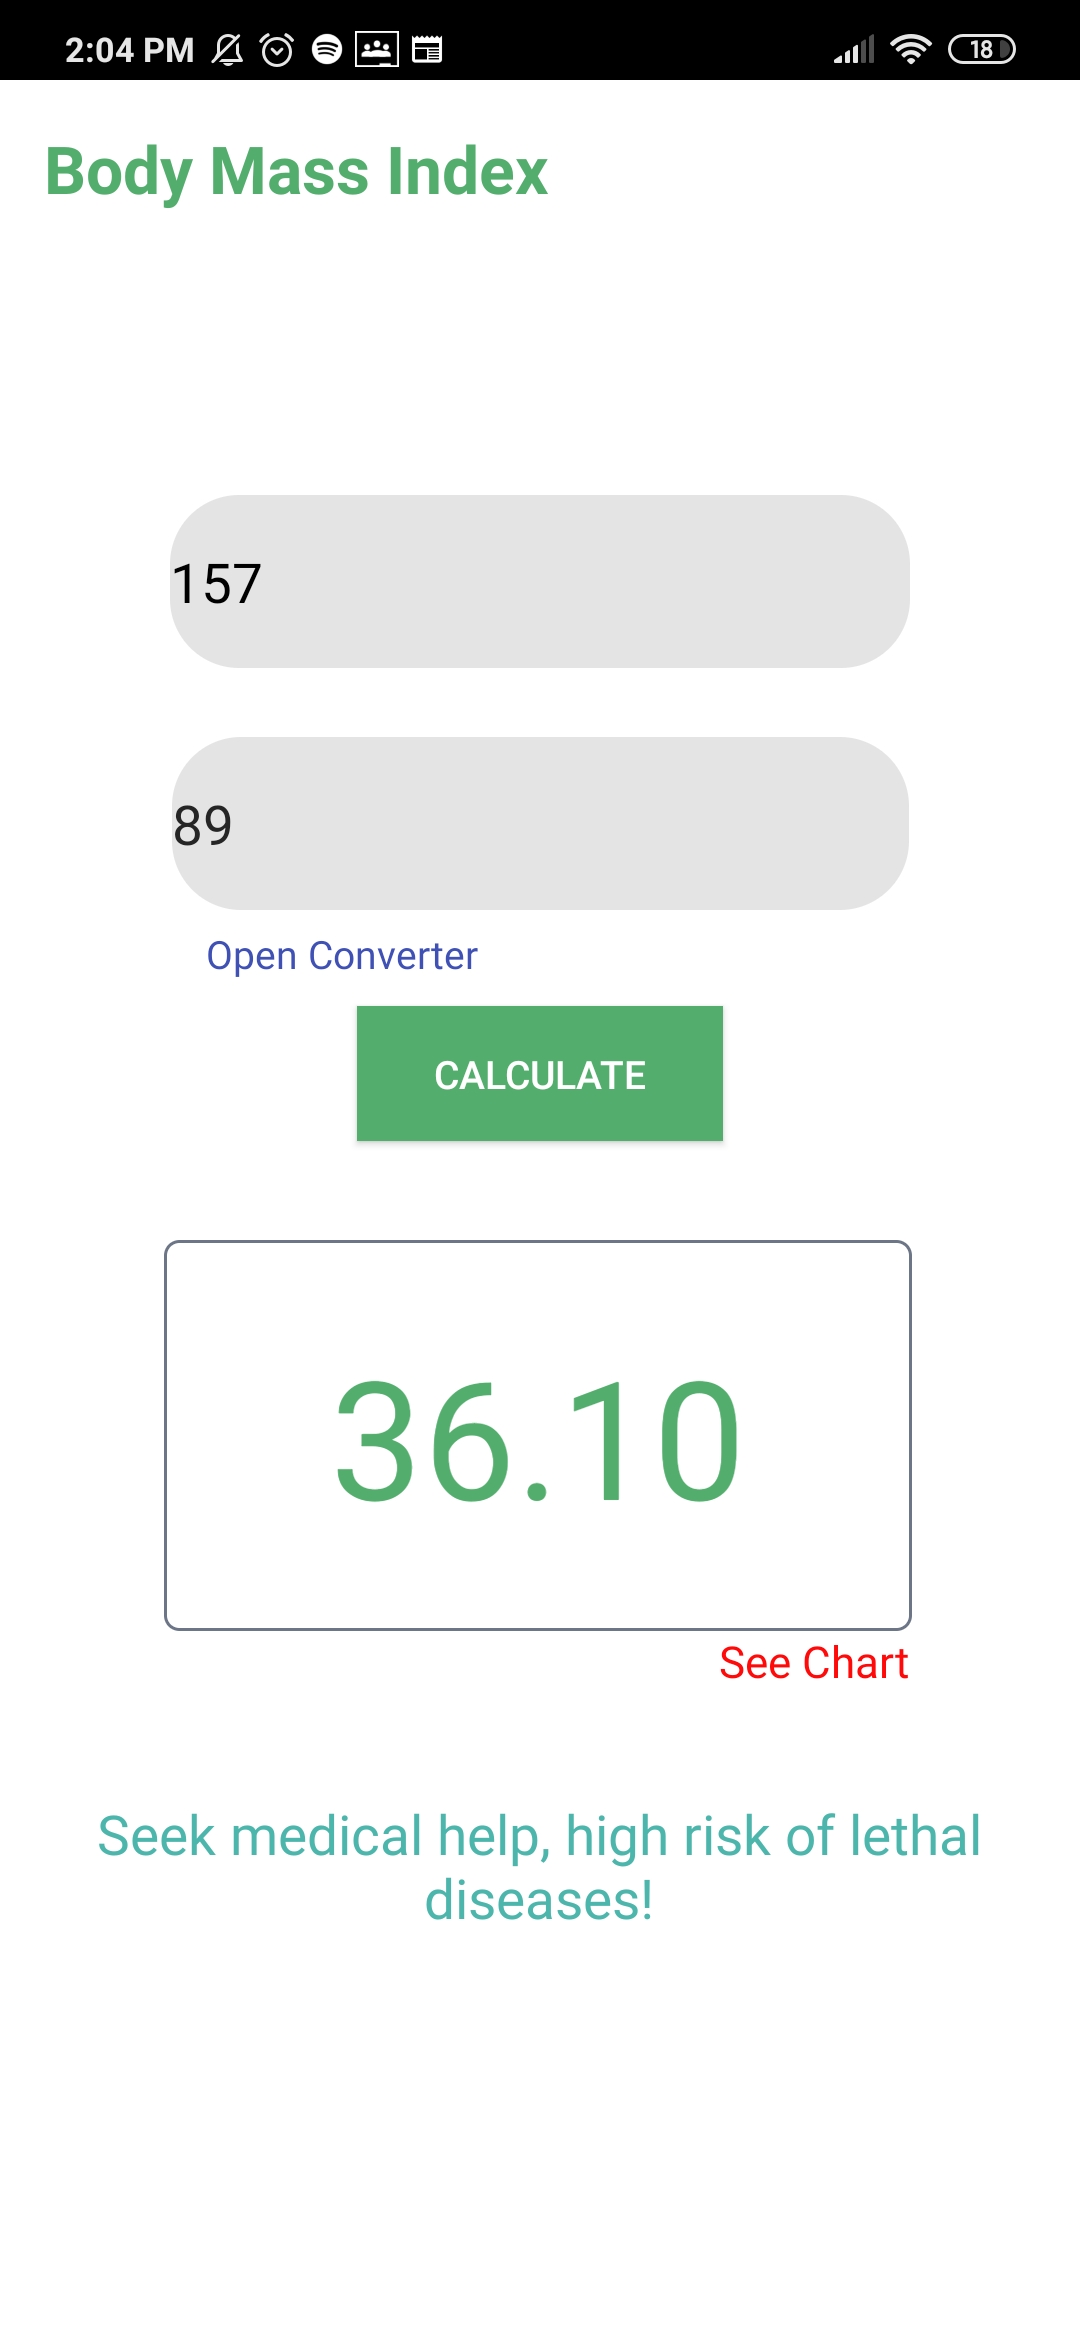 2:04 PM
18
Body Mass Index
157
89
Open Converter
CALCULATE
36.10
See Chart
Seek medical help, high risk of lethal
diseases!